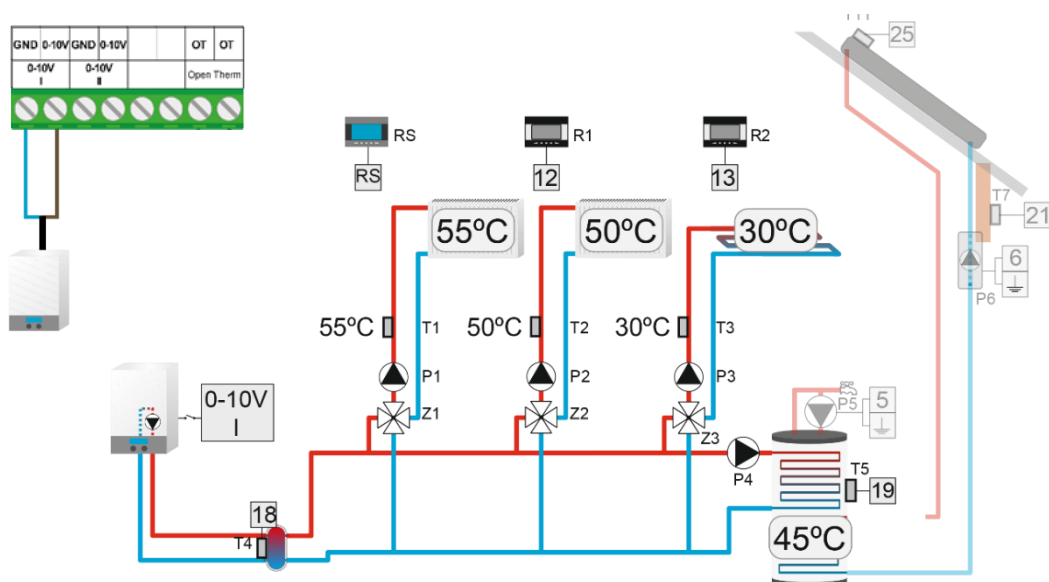 GND 0-10V GND 0-10V OT OT
0-10V 0-10V Open Therm
I II
25
RS R1 R2
RS 12 13
T7
21
55ºC 50ºC 30ºC
6
P6
55ºC T1 50ºC T2 30ºC T3
P1 P2 P3
P5 5
0-10V
I
Z1 Z2 Z3
P4
T5
19
18
T4
45ºC